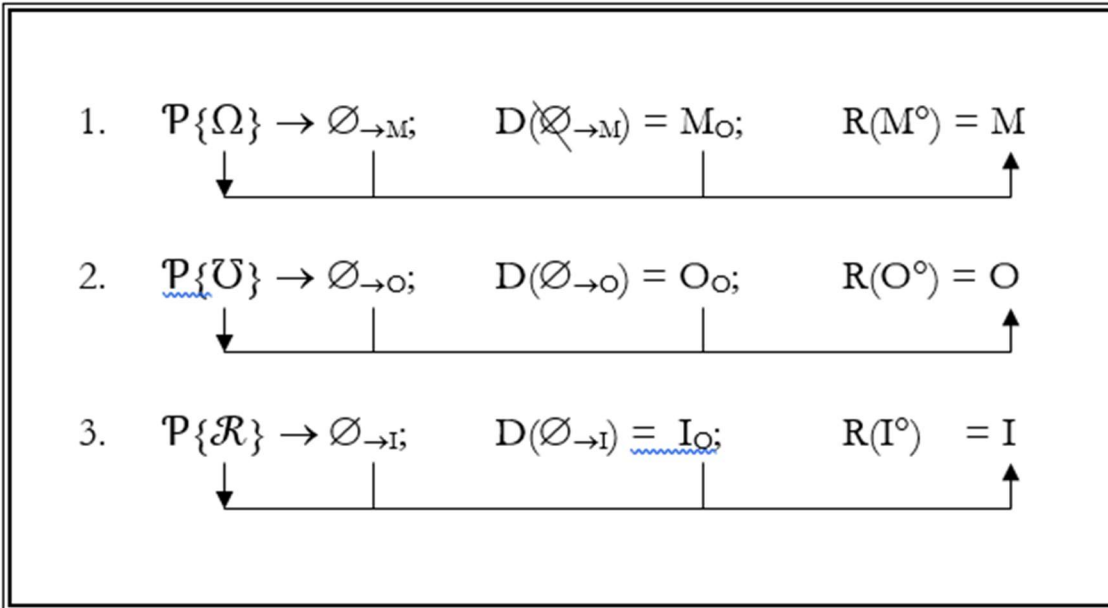 1. 𝒫{Ω} → ∅→M; D(∅→M) = MO; R(M°) = M
2. 𝒫{℧} → ∅→O; D(∅→O) = OO; R(O°) = O
3. 𝒫{ℛ} → ∅→I; D(∅→I) = IO; R(I°) = I